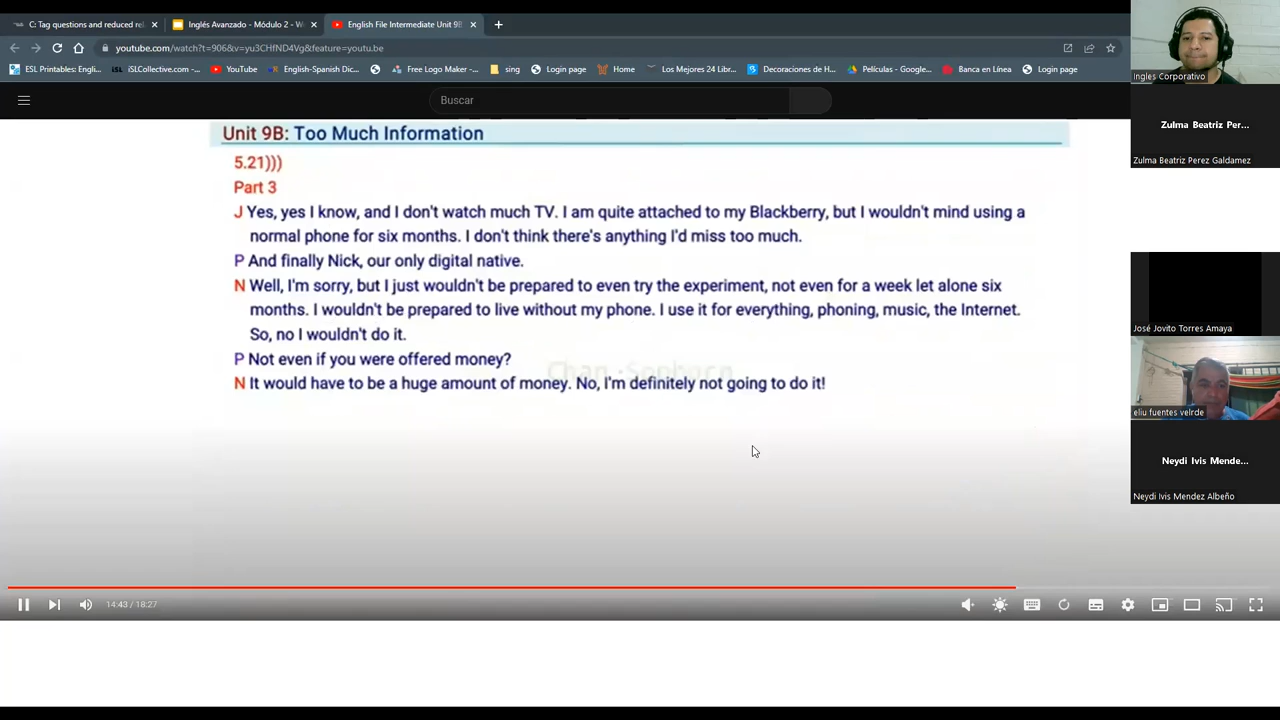 C: Tag questions and reduced rel
Inglés Avanzado - Módulo 2 - W
English File Intermediate Unit 9B
youtube.com/watch?t=906&v=yu3CHfND4Vg&feature=youtu.be
ESL Printables: Engli...
iSL iSLCollective.com -...
YouTube
English-Spanish Dic...
Free Logo Maker -...
sing
Login page
Home
Los Mejores 24 Libr...
Decoraciones de H...
Películas - Google...
Banca en Línea
Login page
Buscar
Unit 9B: Too Much Information
5.21)))
Part 3
J Yes, yes I know, and I don't watch much TV. I am quite attached to my Blackberry, but I wouldn't mind using a
normal phone for six months. I don't think there's anything I'd miss too much.
P And finally Nick, our only digital native.
N Well, I'm sorry, but I just wouldn't be prepared to even try the experiment, not even for a week let alone six
months. I wouldn't be prepared to live without my phone. I use it for everything, phoning, music, the Internet.
So, no I wouldn't do it.
P Not even if you were offered money?
Chan Sophorn
N It would have to be a huge amount of money. No, I'm definitely not going to do it!
14:43 / 18:27
Ingles Corporativo
Zulma Beatriz Per...
Zulma Beatriz Perez Galdamez
José Jovito Torres Amaya
eliu fuentes velrde
Neydi Ivis Mende...
Neydi Ivis Mendez Albeño